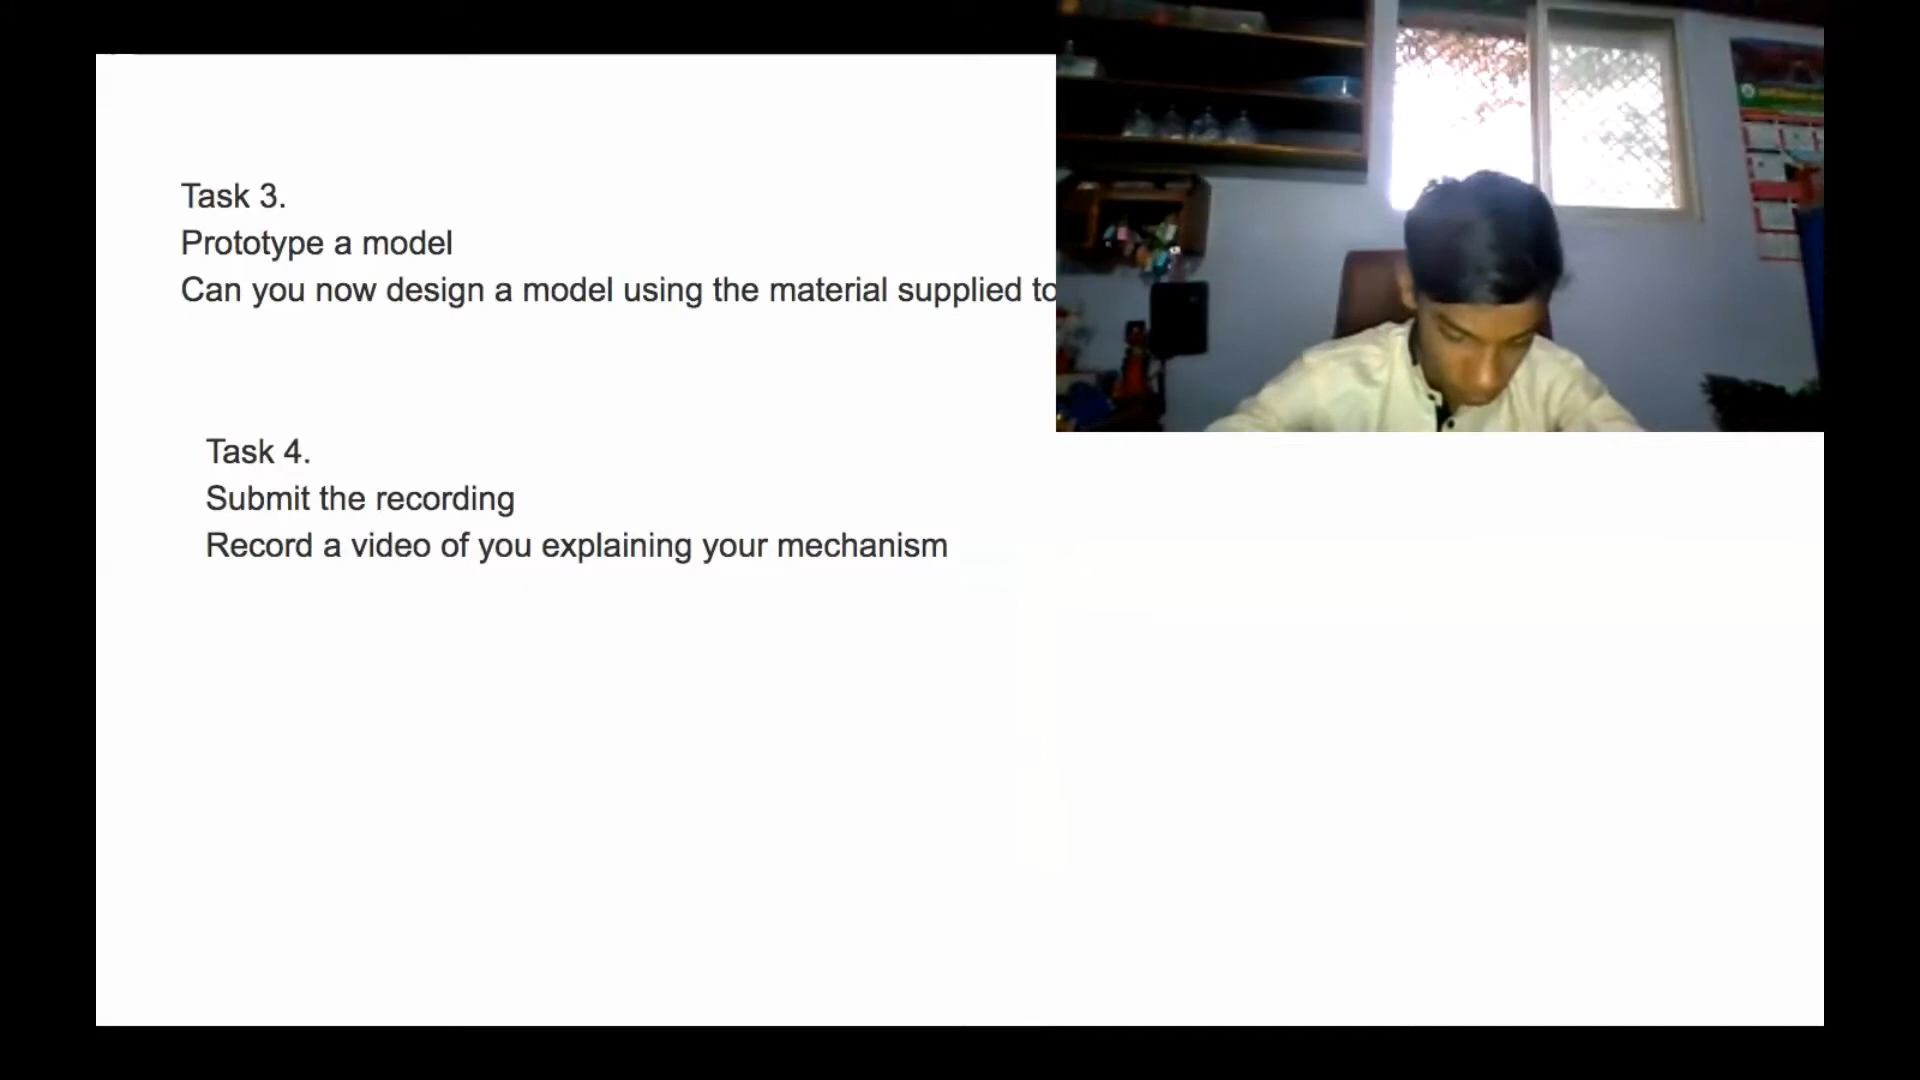 Task 3.
Prototype a model
Can you now design a model using the material supplied to
Task 4.
Submit the recording
Record a video of you explaining your mechanism